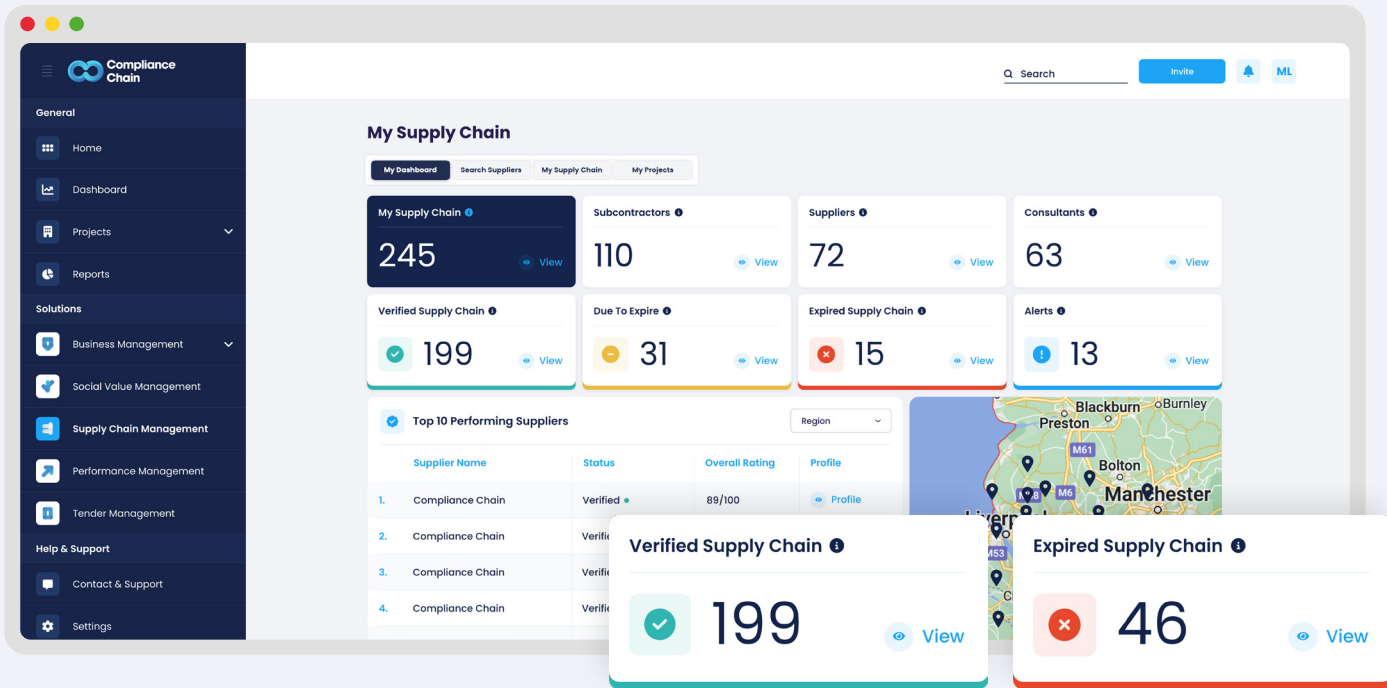 Compliance
Chain
Search
Invite
ML
General
Home
Dashboard
Projects
Reports
Solutions
Business Management
Social Value Management
Supply Chain Management
Performance Management
Tender Management
Help & Support
Contact & Support
Settings
My Supply Chain
My Dashboard Search Suppliers My Supply Chain My Projects
My Supply Chain
245 View
Subcontractors
110 View
Suppliers
72 View
Consultants
63 View
Verified Supply Chain
199 View
Due To Expire
31 View
Expired Supply Chain
15 View
Alerts
13 View
Top 10 Performing Suppliers Region
Supplier Name Status Overall Rating Profile
1. Compliance Chain Verified 89/100 Profile
2. Compliance Chain
3. Compliance Chain
4. Compliance Chain
Blackburn Burnley
Preston
M61
Bolton
M6
Manchester
M53
Verified Supply Chain
199 View
Expired Supply Chain
46 View